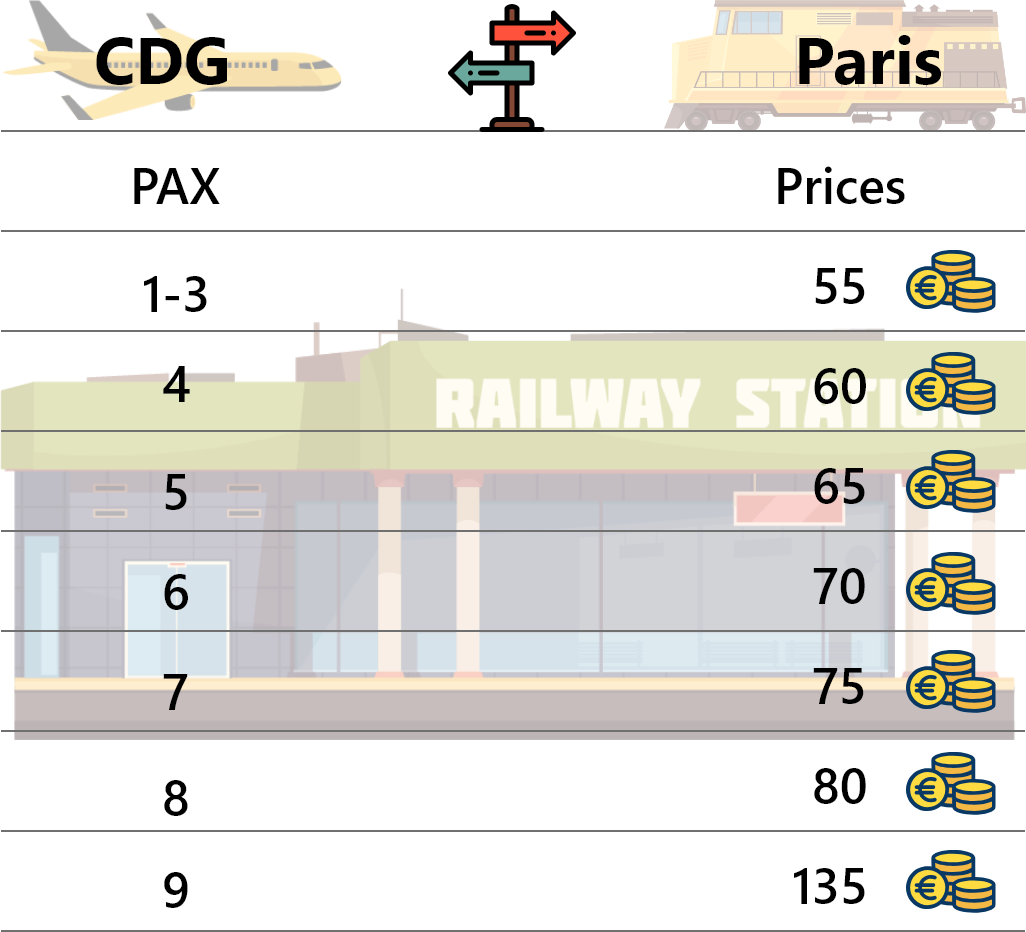 CDG Paris
PAX Prices
1-3 55 €
4 60 €
RAILWAY STATION
5 65 €
6 70 €
7 75 €
8 80 €
9 135 €